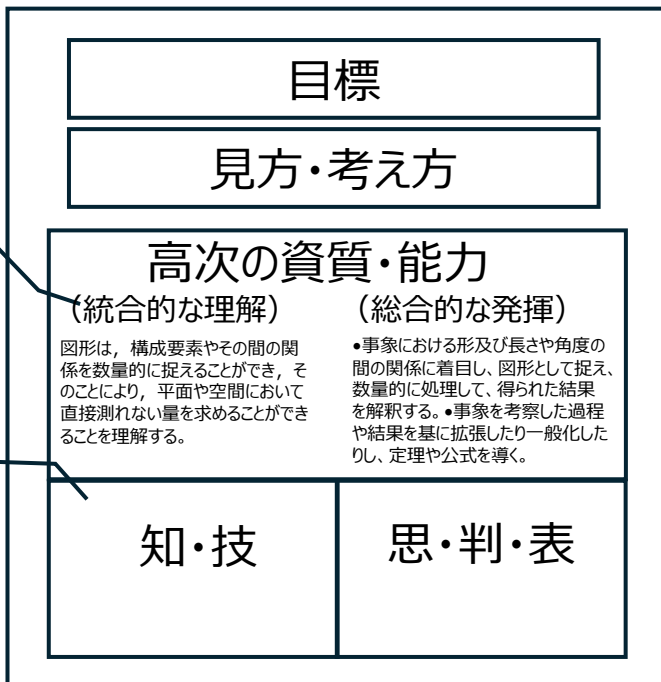 目標
見方・考え方
高次の資質・能力
（統合的な理解）
図形は，構成要素やその間の関
係を数量的に捉えることができ，そ
のことにより，平面や空間において
直接測れない量を求めることができ
ることを理解する。
（総合的な発揮）
•事象における形及び長さや角度の
間の関係に着目し、図形として捉え、
数量的に処理して、得られた結果
を解釈する。•事象を考察した過程
や結果を基に拡張したり一般化した
りし、定理や公式を導く。
知・技
思・判・表